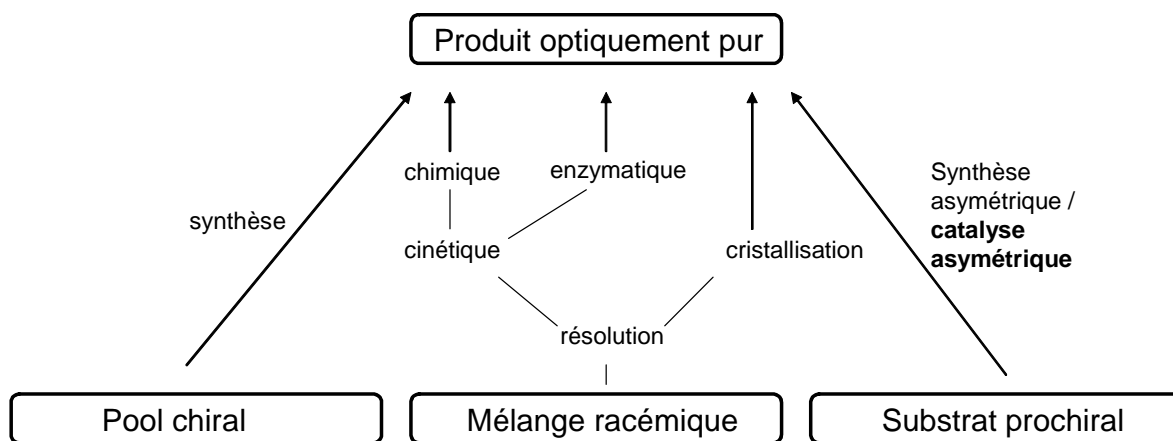 Produit optiquement pur
chimique
enzymatique
synthèse
cinétique
cristallisation
Synthèse
asymétrique /
catalyse
asymétrique
résolution
Pool chiral
Mélange racémique
Substrat prochiral